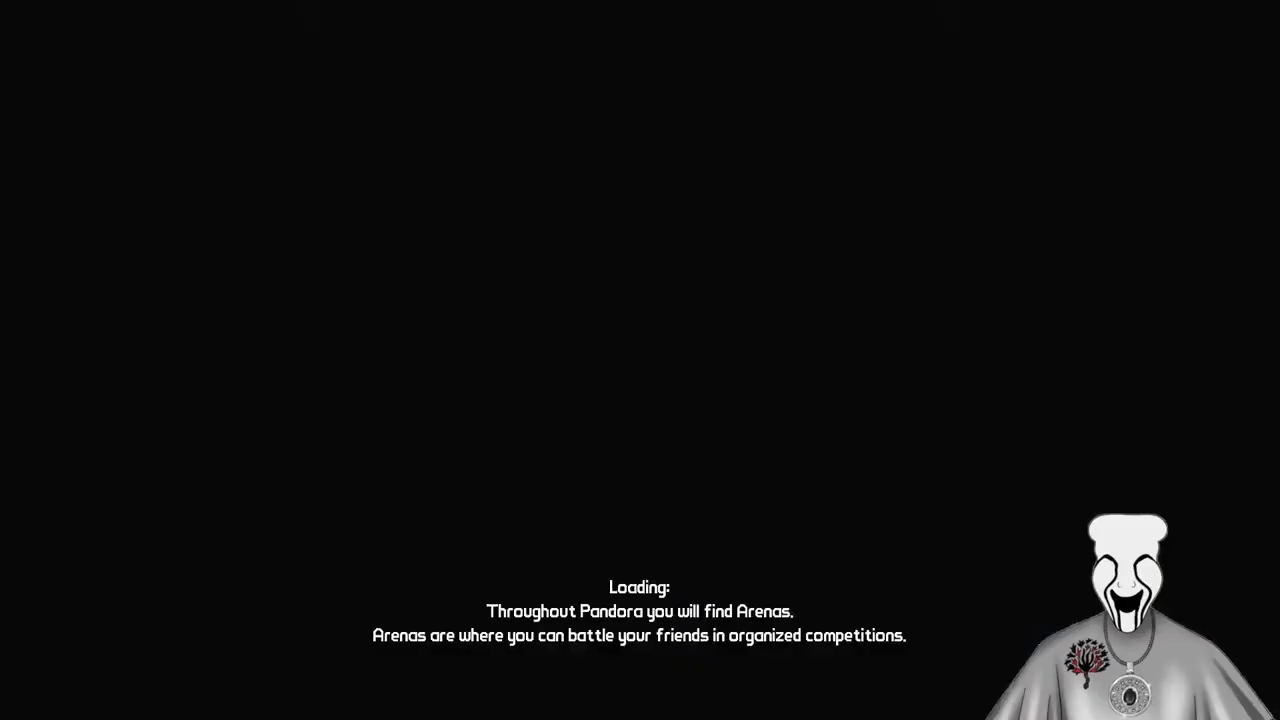 Loading:
Throughout Pandora you will find Arenas.
Arenas are where you can battle your friends in organized competitions.